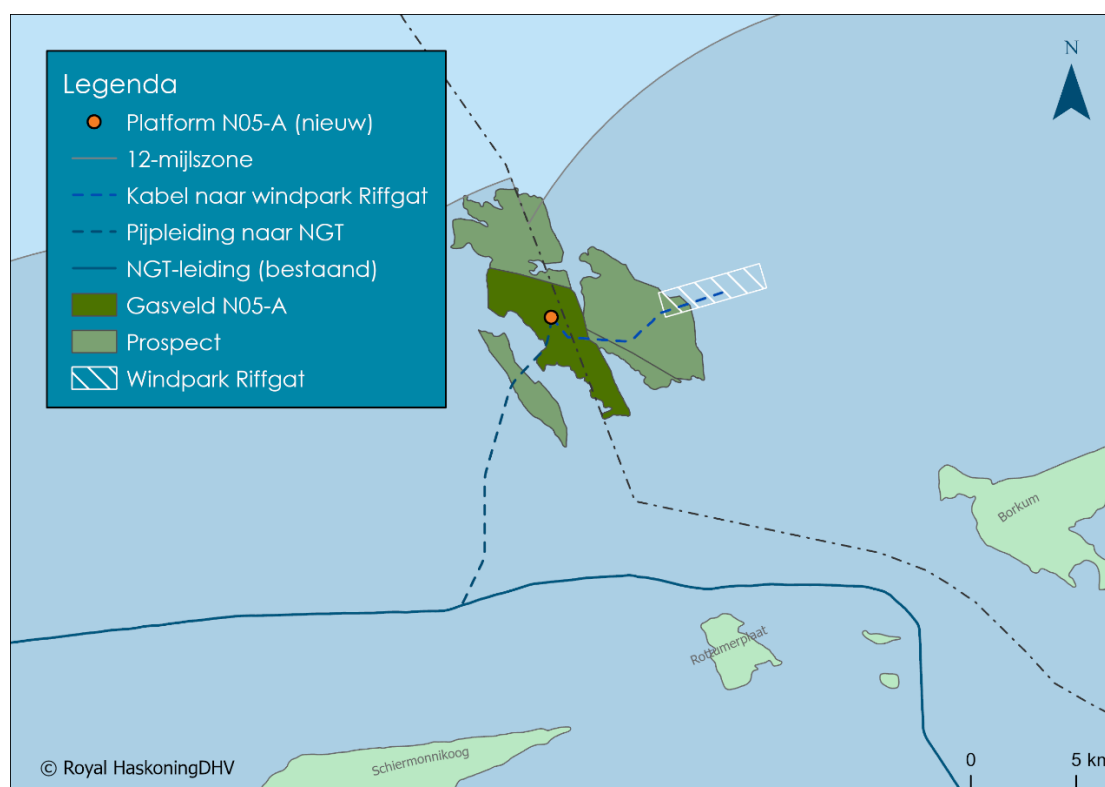 N
Legenda
Platform N05-A (nieuw)
12-mijlszone
Kabel naar windpark Riffgat
Pijpleiding naar NGT
NGT-leiding (bestaand)
Gasveld N05-A
Prospect
Windpark Riffgat
Borkum
Rottumerplaat
Schiermonnikoog
© Royal HaskoningDHV
0 5 km